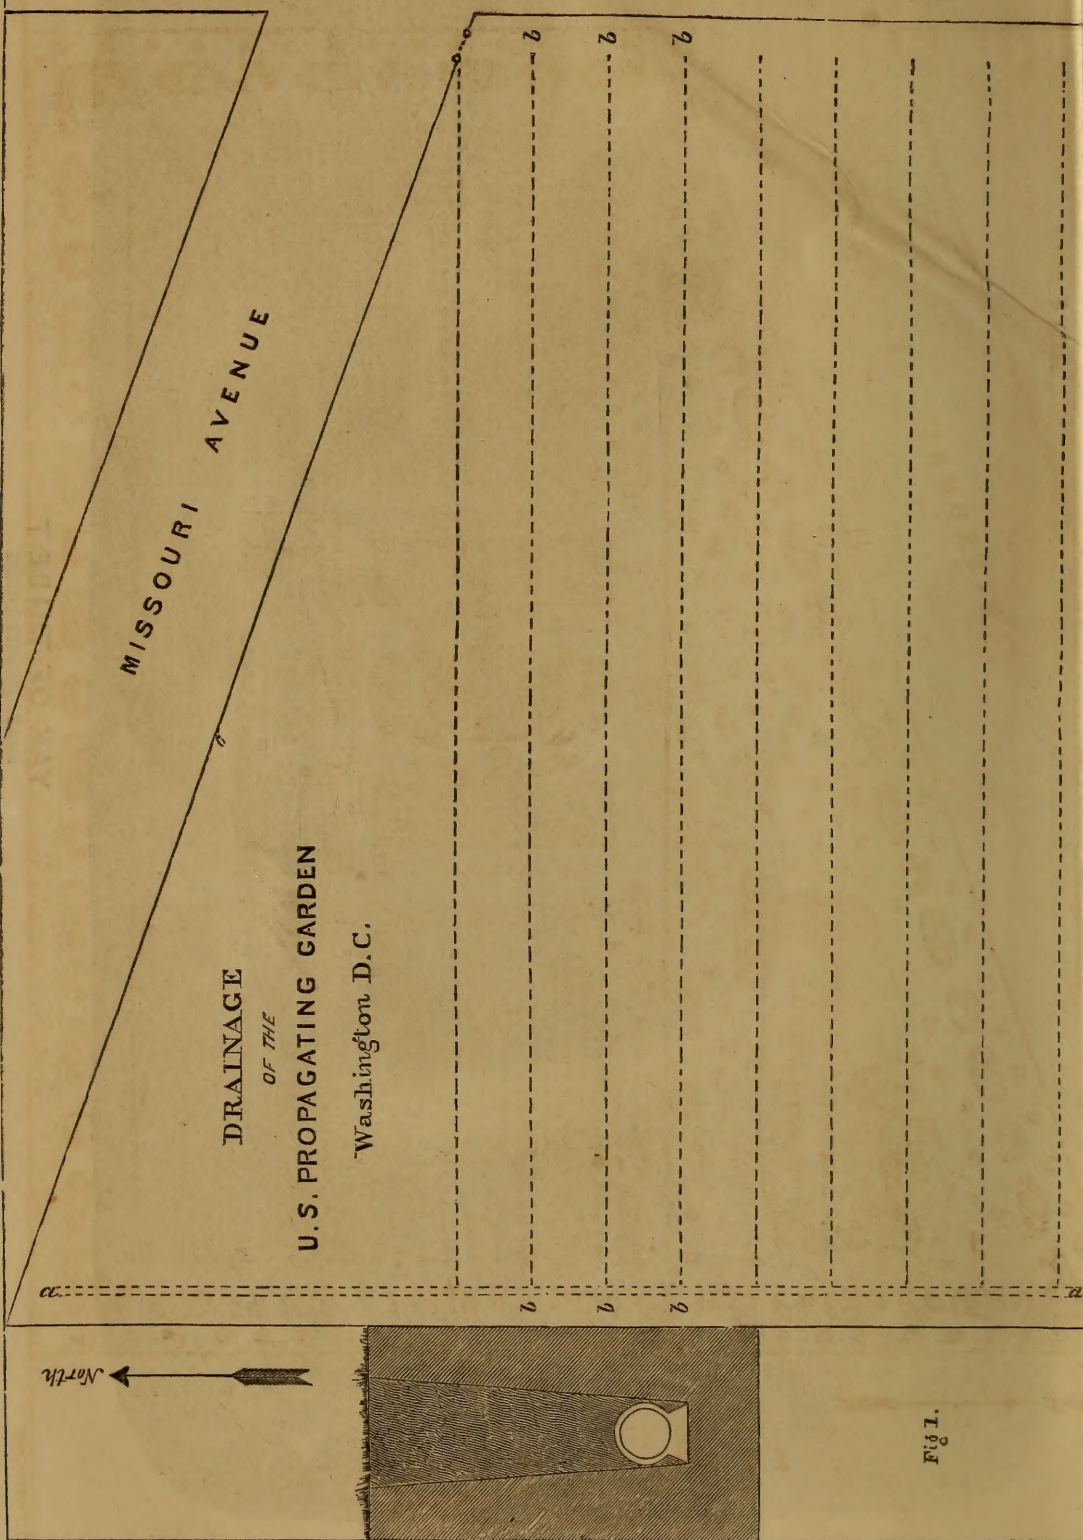 DRAINAGE
OF THE
U.S. PROPAGATING GARDEN
Washington D.C.
MISSOURI AVENUE
b b b
b b b
a
a
North
Fig 1.